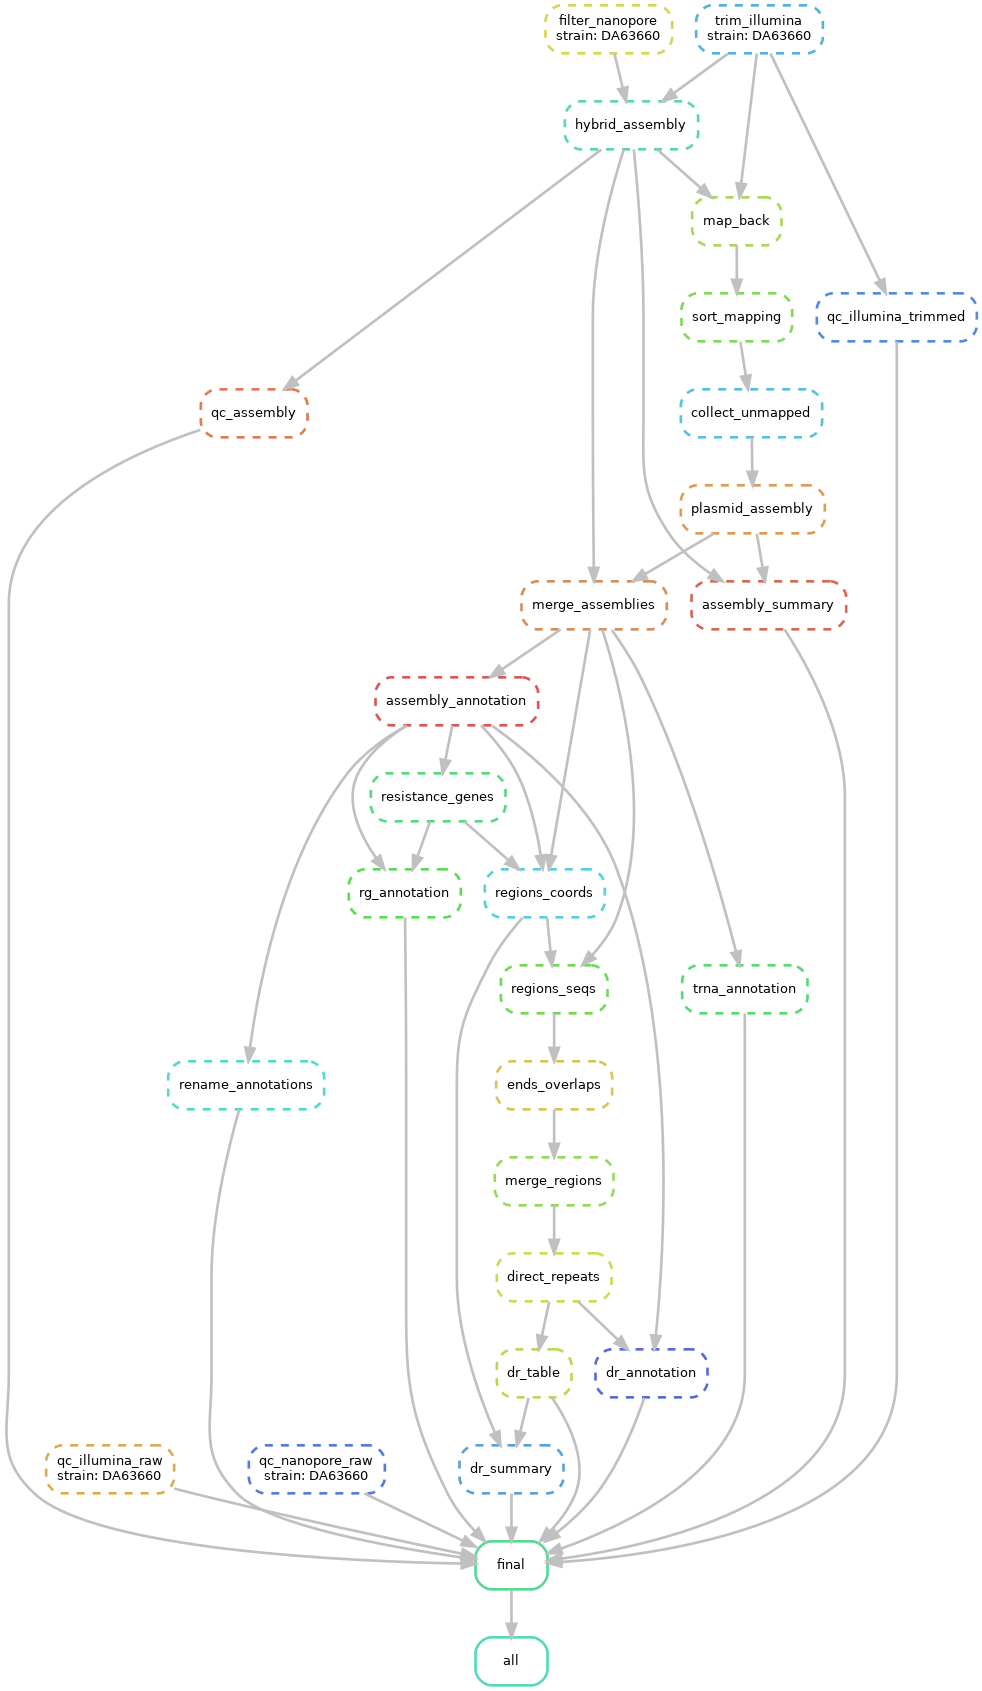 filter_nanopore
strain: DA63660
trim_illumina
strain: DA63660
hybrid_assembly
map_back
sort_mapping
qc_illumina_trimmed
qc_assembly
collect_unmapped
plasmid_assembly
merge_assemblies
assembly_summary
assembly_annotation
resistance_genes
rg_annotation
regions_coords
regions_seqs
trna_annotation
rename_annotations
ends_overlaps
merge_regions
direct_repeats
dr_table
dr_annotation
qc_illumina_raw
strain: DA63660
qc_nanopore_raw
strain: DA63660
dr_summary
final
all